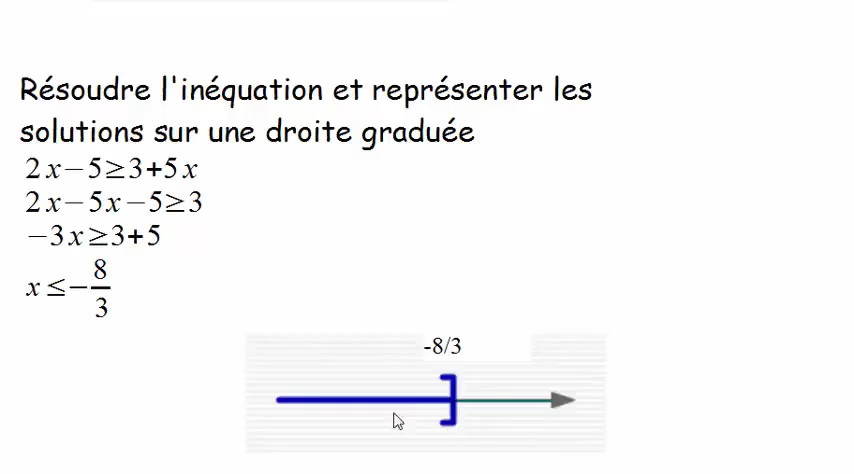 Résoudre l'inéquation et représenter les
solutions sur une droite graduée
2x−5≥3+5x
2x−5x−5≥3
−3x≥3+5
x≤−8/3
-8/3